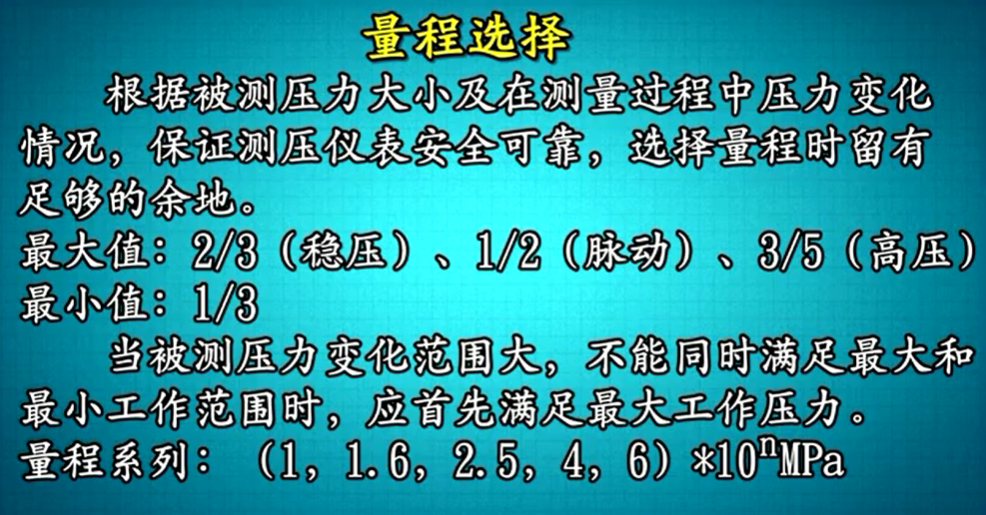 量程选择
根据被测压力大小及在测量过程中压力变化
情况，保证测压仪表安全可靠，选择量程时留有
足够的余地。
最大值：2/3（稳压）、1/2（脉动）、3/5（高压）
最小值：1/3
当被测压力变化范围大，不能同时满足最大和
最小工作范围时，应首先满足最大工作压力。
量程系列：（1，1.6，2.5，4，6）*10ⁿMPa